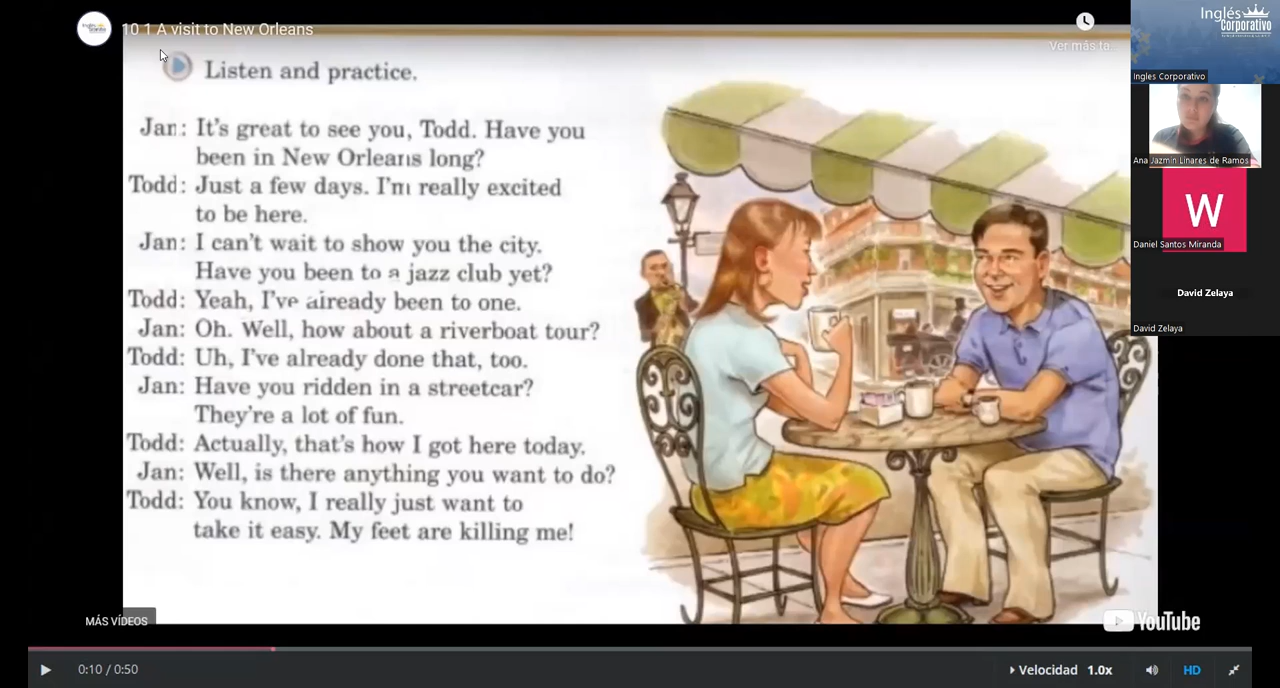 10 1 A visit to New Orleans
Ver más ta...
Listen and practice.
Jan: It's great to see you, Todd. Have you
been in New Orleans long?
Todd: Just a few days. I'm really excited
to be here.
Jan: I can't wait to show you the city.
Have you been to a jazz club yet?
Todd: Yeah, I've already been to one.
Jan: Oh. Well, how about a riverboat tour?
Todd: Uh, I've already done that, too.
Jan: Have you ridden in a streetcar?
They're a lot of fun.
Todd: Actually, that's how I got here today.
Jan: Well, is there anything you want to do?
Todd: You know, I really just want to
take it easy. My feet are killing me!
MÁS VÍDEOS
YouTube
0:10 / 0:50
Velocidad 1.0x
HD
Inglés
Corporativo
Ingles Corporativo
Ana Jazmin Linares de Ramos
W
Daniel Santos Miranda
David Zelaya
David Zelaya